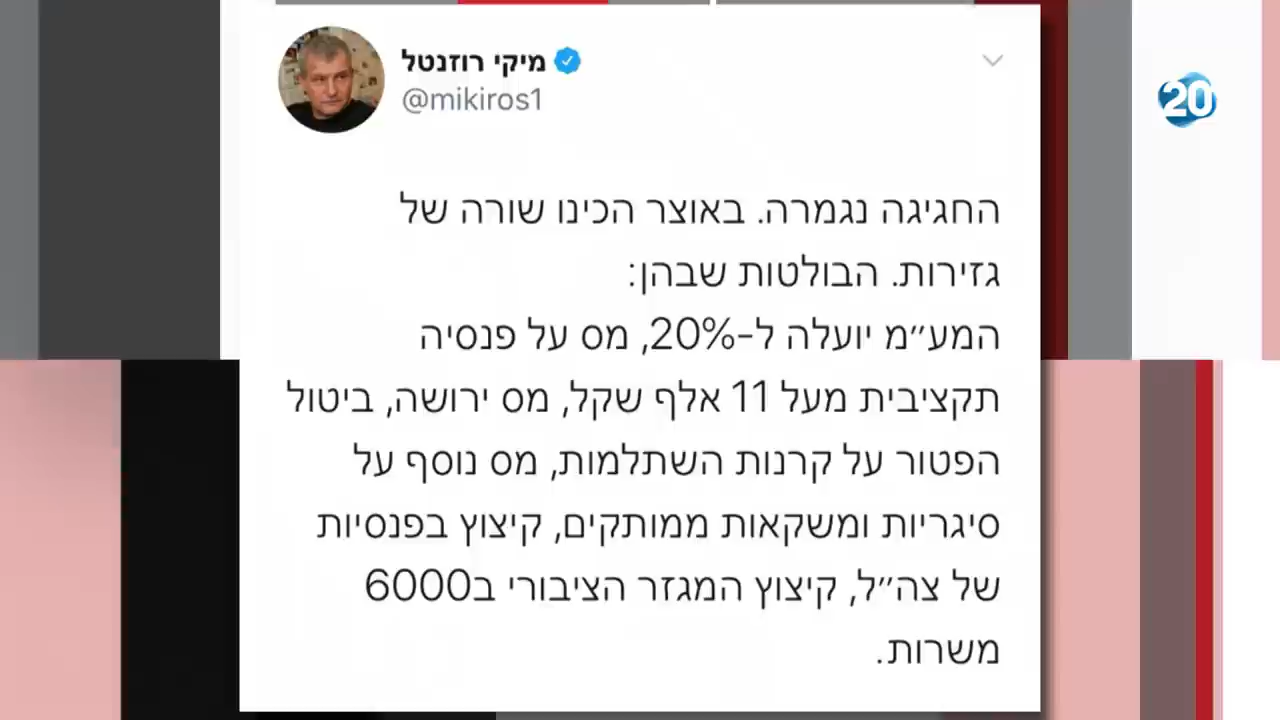 מיקי רוזנטל
@mikiros1
20
החגיגה נגמרה. באוצר הכינו שורה של
גזירות. הבולטות שבהן:
המע״מ יועלה ל-20%, מס על פנסיה
תקציבית מעל 11 אלף שקל, מס ירושה, ביטול
הפטור על קרנות השתלמות, מס נוסף על
סיגריות ומשקאות ממותקים, קיצוץ בפנסיות
של צה״ל, קיצוץ המגזר הציבורי ב6000
משרות.